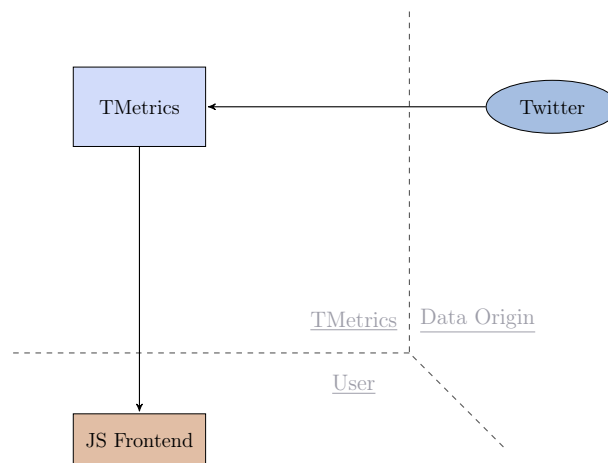 TMetrics
Twitter
TMetrics
Data Origin
User
JS Frontend